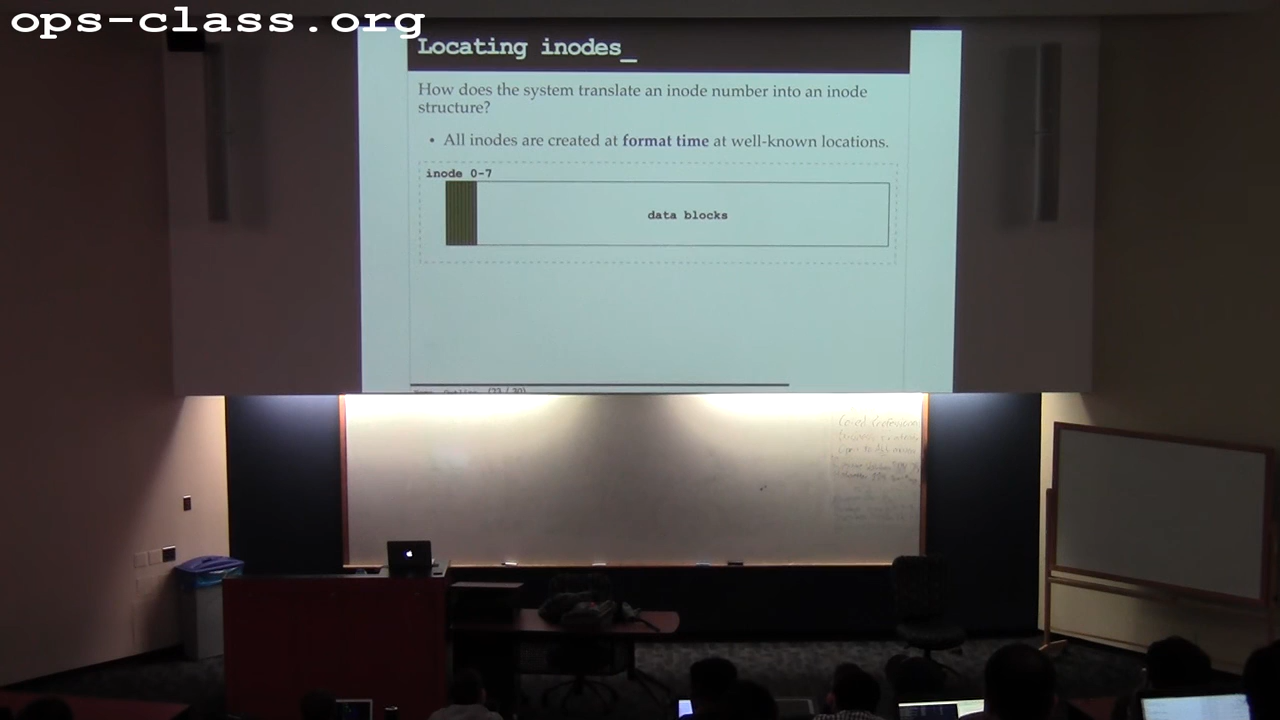 ops-class.org
Locating inodes_
How does the system translate an inode number into an inode
structure?
• All inodes are created at format time at well-known locations.
inode 0-7
data blocks